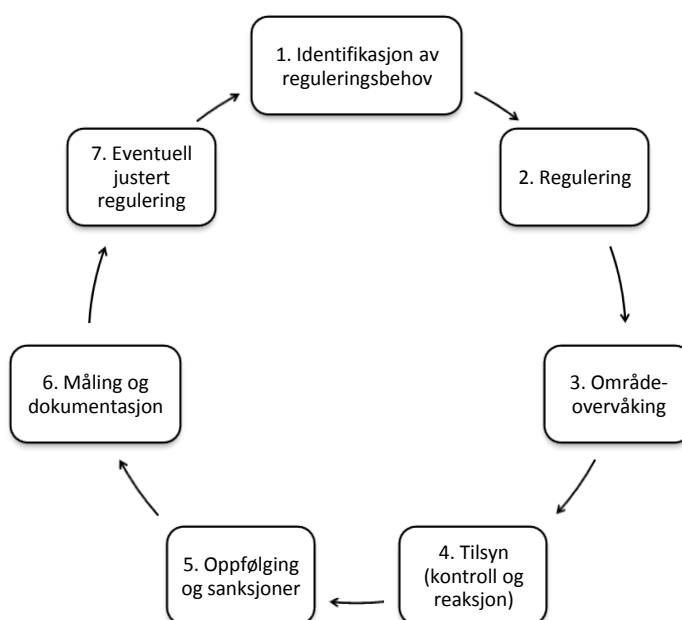 1. Identifikasjon av
reguleringsbehov
2. Regulering
3. Område-
overvåking
4. Tilsyn
(kontroll og
reaksjon)
5. Oppfølging
og sanksjoner
6. Måling og
dokumentasjon
7. Eventuell
justert
regulering